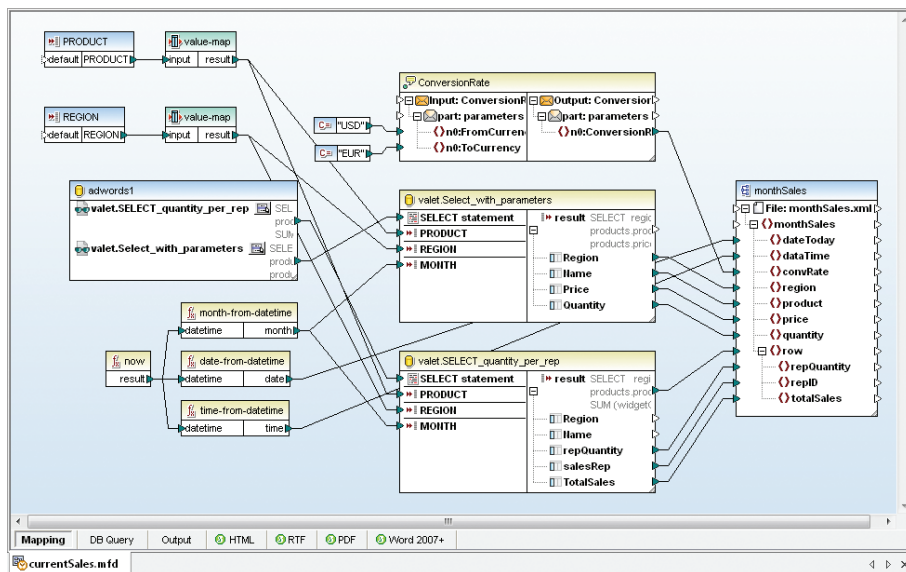 PRODUCT
default PRODUCT
value-map
input result
REGION
default REGION
value-map
input result
ConversionRate
Input: ConversionR
Output: Conversion
part: parameters
part: parameters
n0:FromCurren
n0:ConversionR
n0:ToCurrency
C= "USD"
C= "EUR"
adwords1
valet.SELECT_quantity_per_rep SEL
prod
SUM
valet.Select_with_parameters SELE
produ
produ
valet.Select_with_parameters
SELECT statement
PRODUCT
REGION
MONTH
result SELECT regio
products.prod
products.price
Region
Name
Price
Quantity
month-from-datetime
datetime month
now
result
date-from-datetime
datetime date
time-from-datetime
datetime time
valet.SELECT_quantity_per_rep
SELECT statement
PRODUCT
REGION
MONTH
result SELECT regi
products.prod
SUM (widgetO
Region
Name
repQuantity
salesRep
TotalSales
monthSales
File: monthSales.xml
monthSales
dateToday
dataTime
convRate
region
product
price
quantity
row
repQuantity
repID
totalSales
Mapping DB Query Output HTML RTF PDF Word 2007+
currentSales.mfd